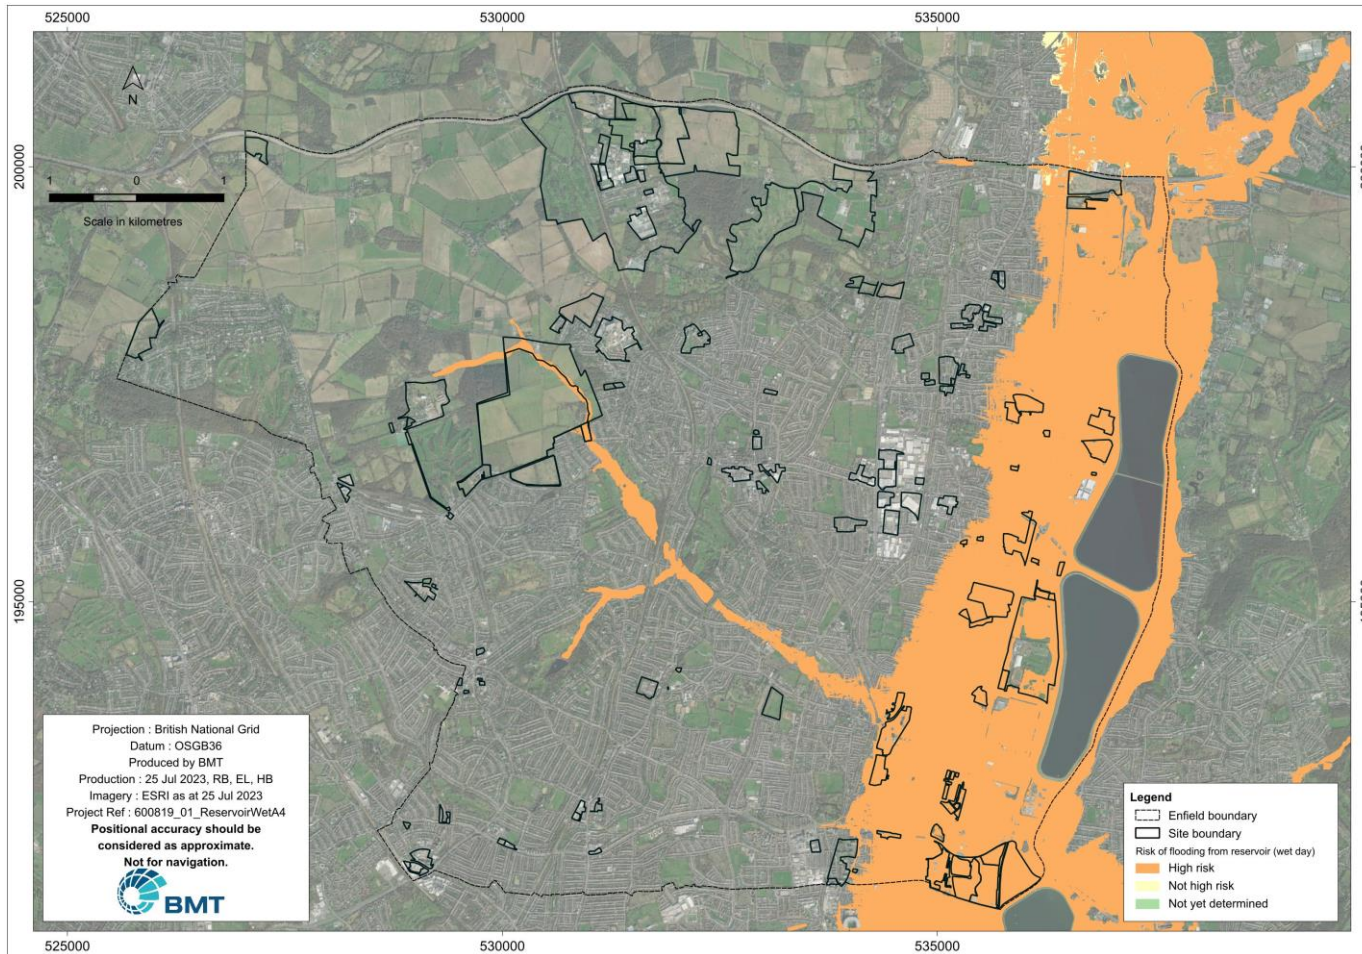 525000
530000
535000
N
200000
200000
1
0
1
Scale in kilometres
195000
Projection : British National Grid
Datum : OSGB36
Produced by BMT
Production : 25 Jul 2023, RB, EL, HB
Imagery : ESRI as at 25 Jul 2023
Project Ref : 600819_01_ReservoirWetA4
Positional accuracy should be
considered as approximate.
Not for navigation.
BMT
Legend
Enfield boundary
Site boundary
Risk of flooding from reservoir (wet day)
High risk
Not high risk
Not yet determined
525000
530000
535000